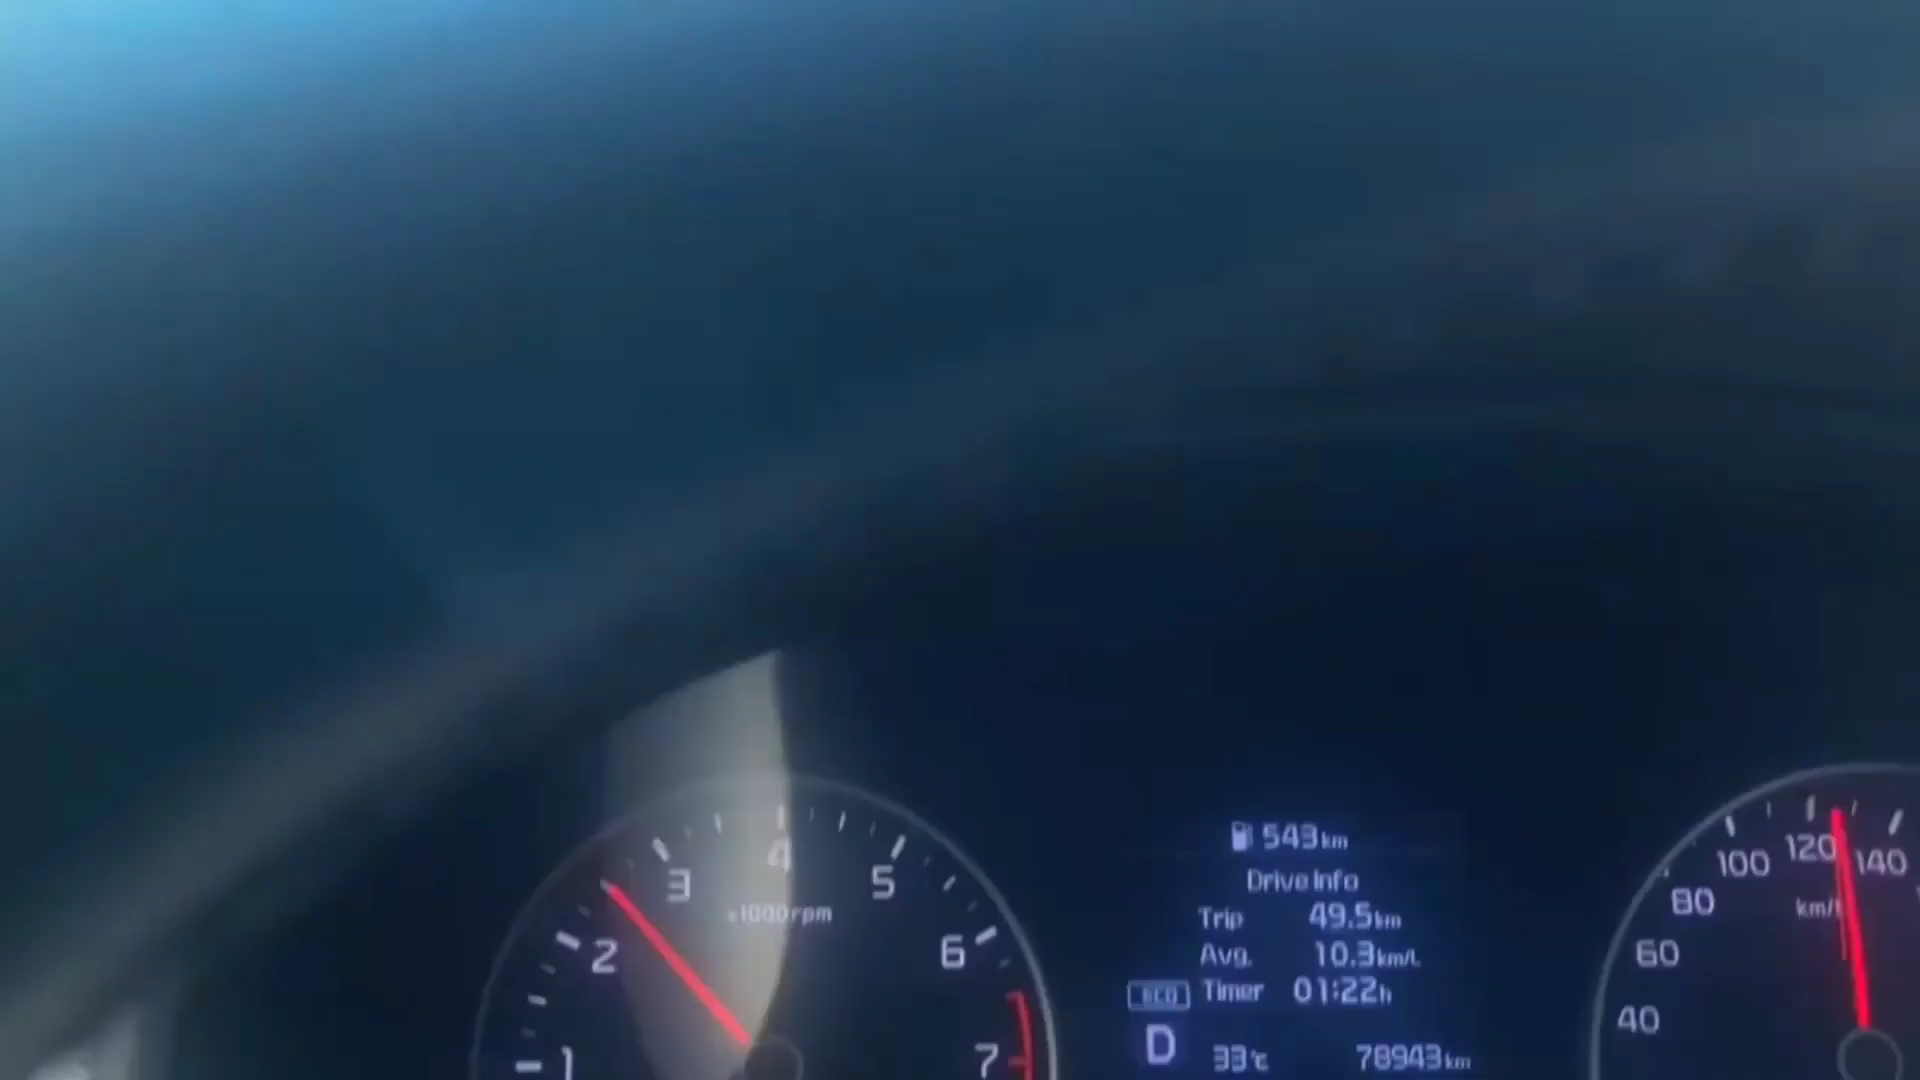 1
2
3
4
5
6
7
x1000rpm
543km
Drive Info
Trip 49.5km
Avg. 10.3km/L
ECO Timer 01:22h
D 33℃ 78943km
40
60
80
100
120
140
km/h